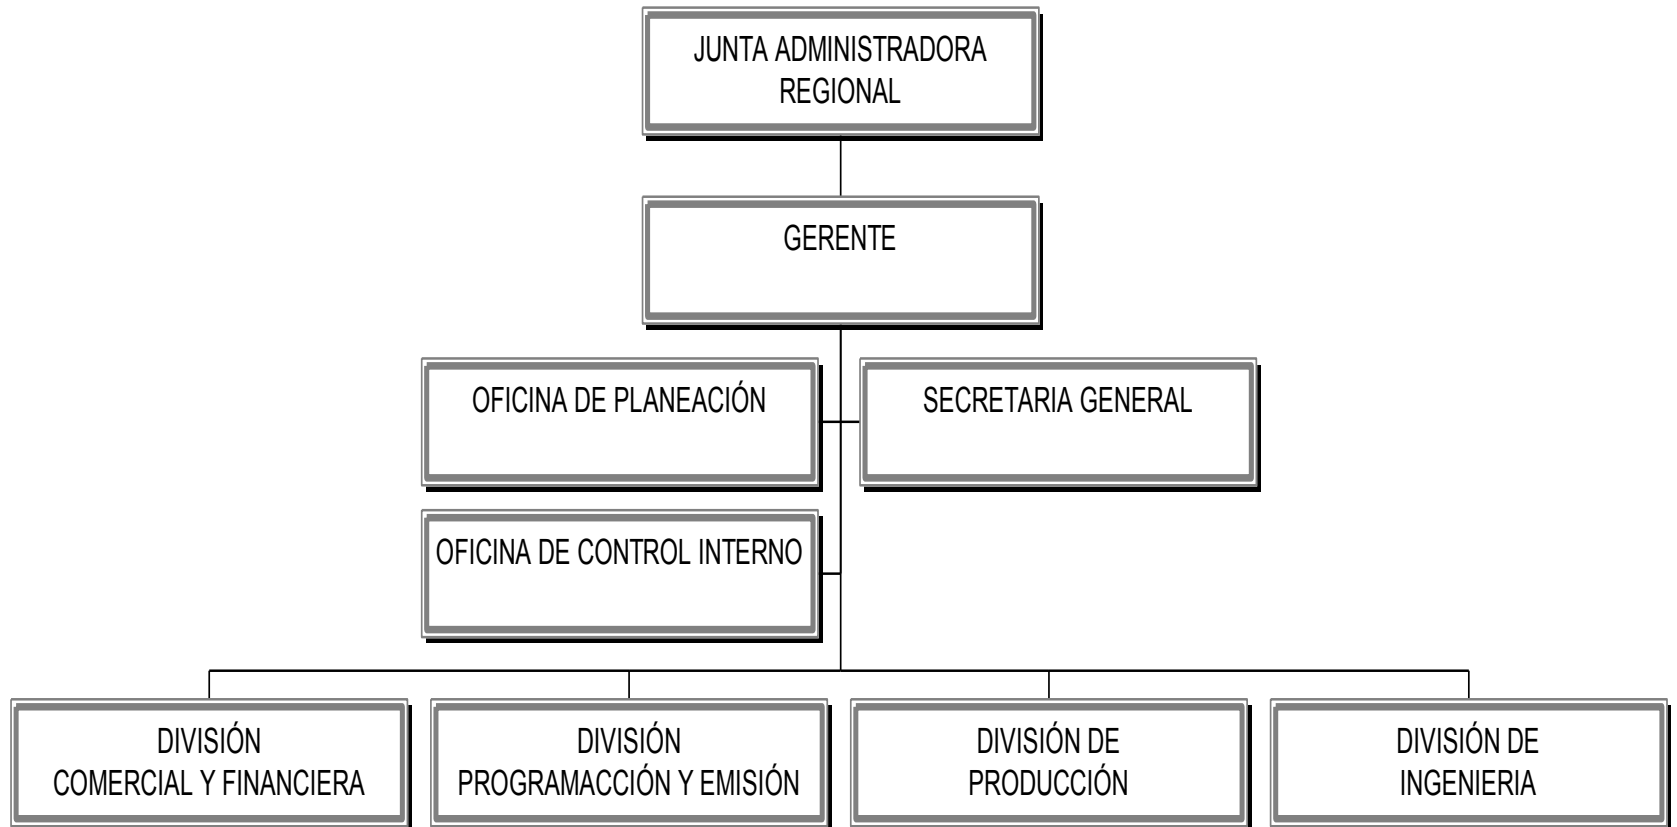 JUNTA ADMINISTRADORA
REGIONAL
GERENTE
OFICINA DE PLANEACIÓN
SECRETARIA GENERAL
OFICINA DE CONTROL INTERNO
DIVISIÓN
COMERCIAL Y FINANCIERA
DIVISIÓN
PROGRAMACCIÓN Y EMISIÓN
DIVISIÓN DE
PRODUCCIÓN
DIVISIÓN DE
INGENIERIA